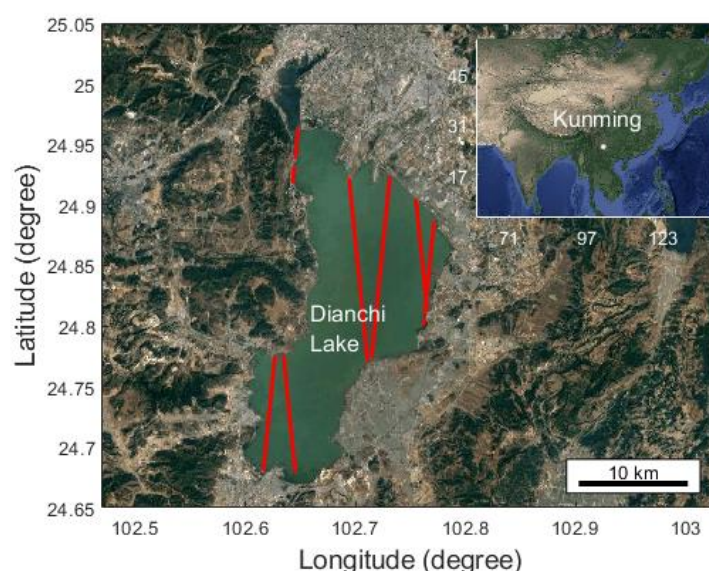 25.05
25
24.95
24.9
24.85
24.8
24.75
24.7
24.65
Latitude (degree)
45
31
17
Kunming
71 97 123
Dianchi
Lake
10 km
102.5 102.6 102.7 102.8 102.9 103
Longitude (degree)